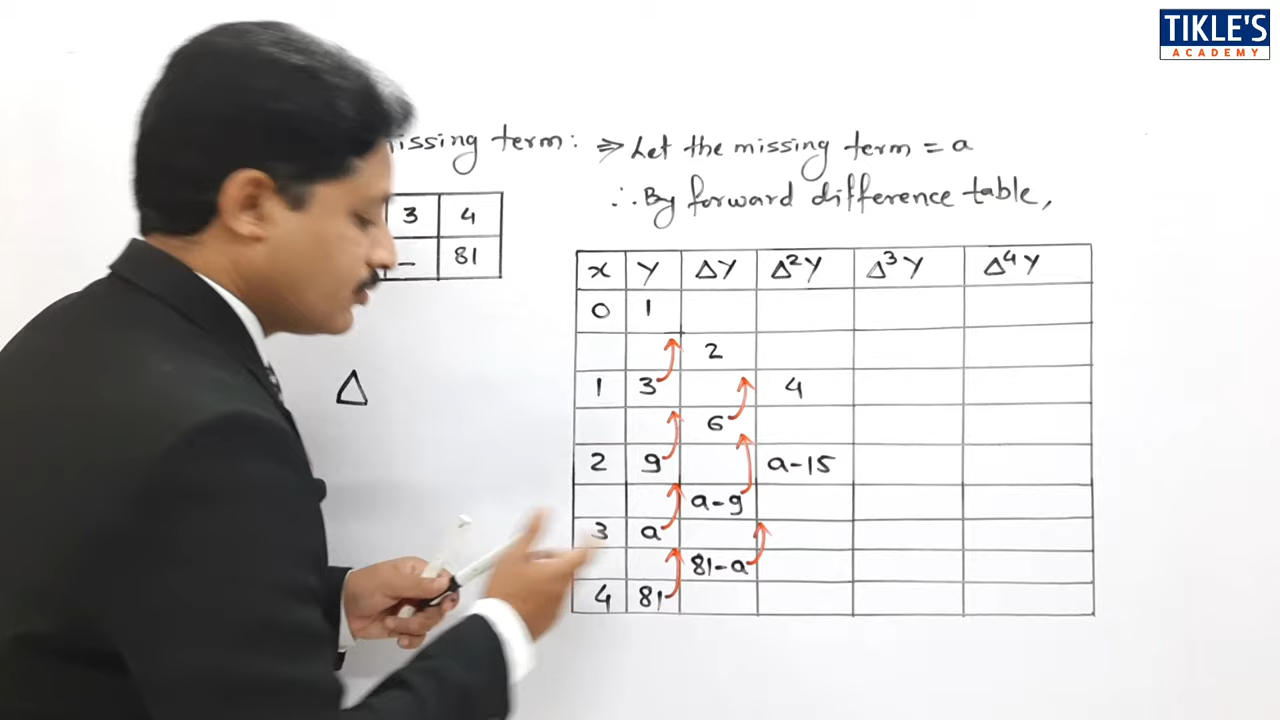 TIKLE'S
ACADEMY
issing term: ⇒ Let the missing term = a
∴ By forward difference table,
3 4
– 81
x Y ΔY Δ²Y Δ³Y Δ⁴Y
0 1
2
1 3 4
6
2 9 a-15
a-9
3 a
81-a
4 81
Δ